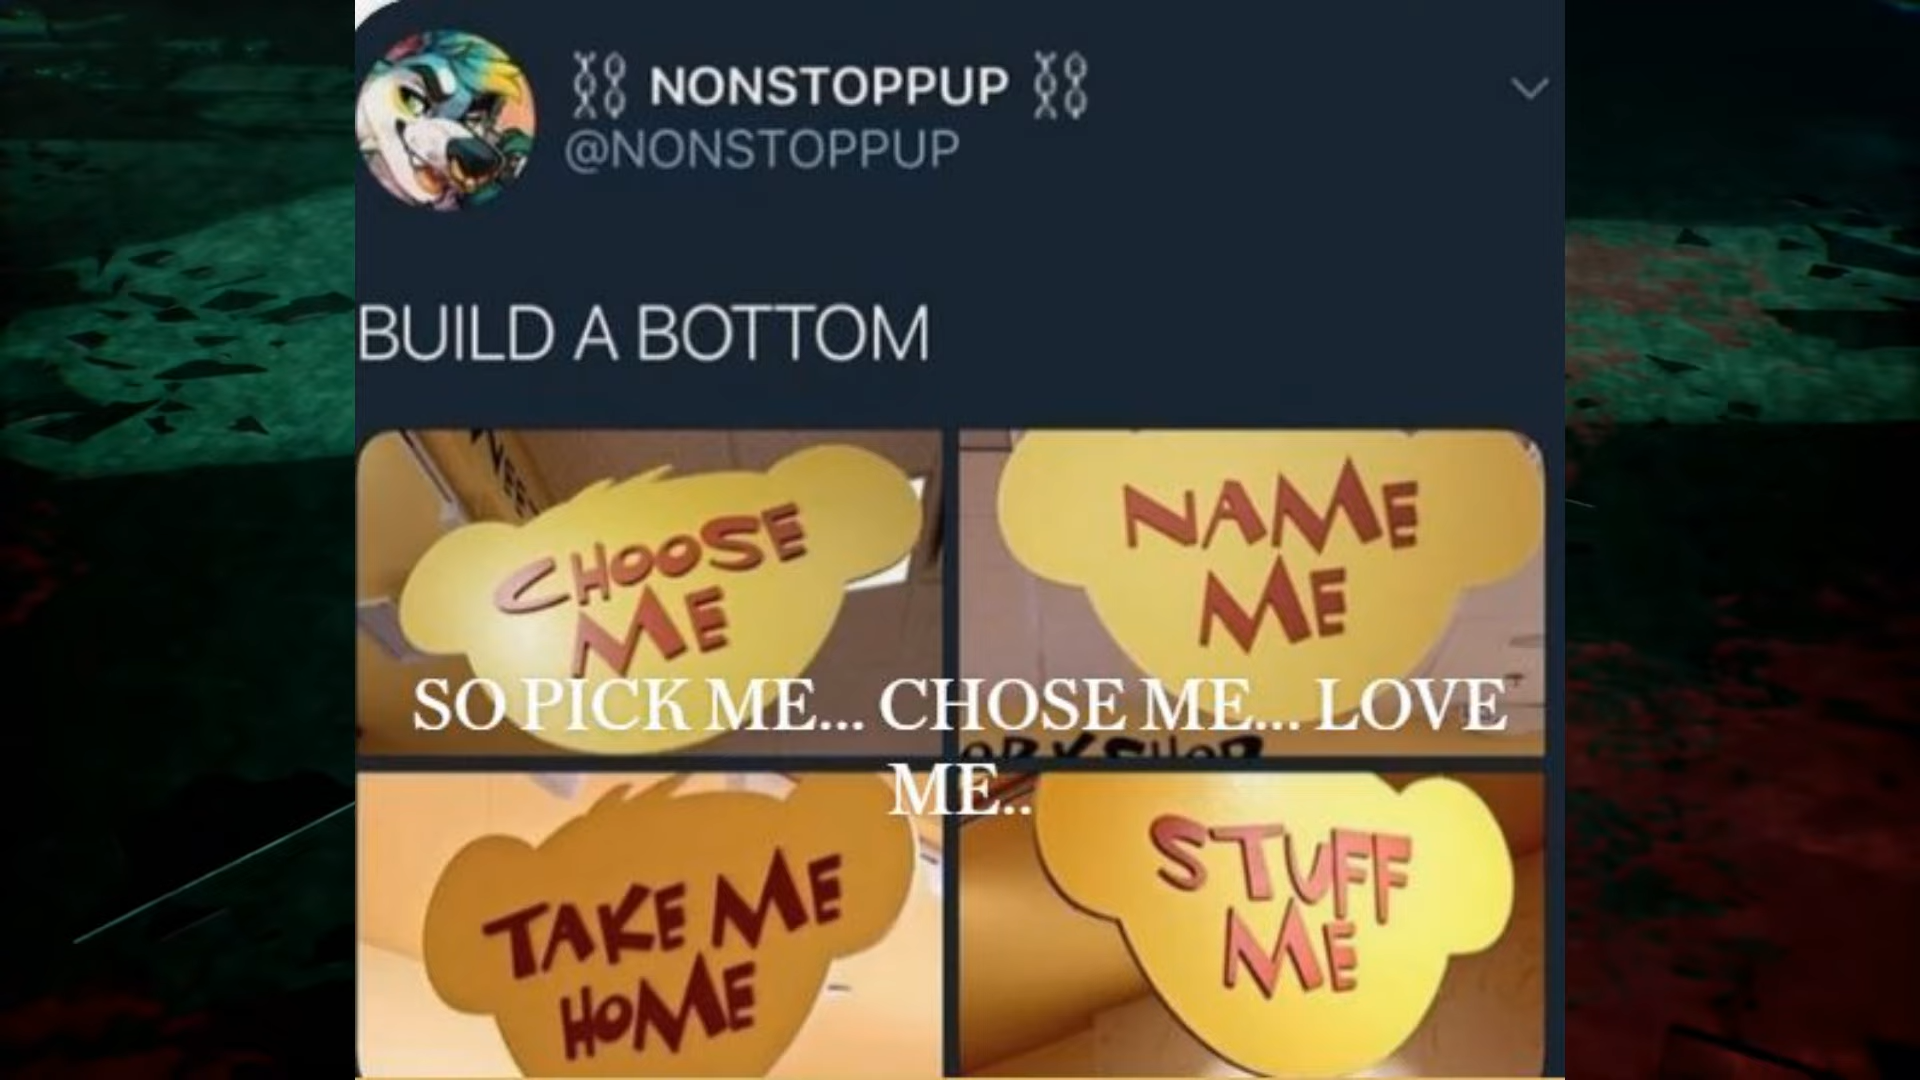 NONSTOPPUP
@NONSTOPPUP
BUILD A BOTTOM
CHOOSE
ME
NAME
ME
SO PICK ME... CHOSE ME... LOVE
ME..
TAKE ME
HOME
STUFF
ME